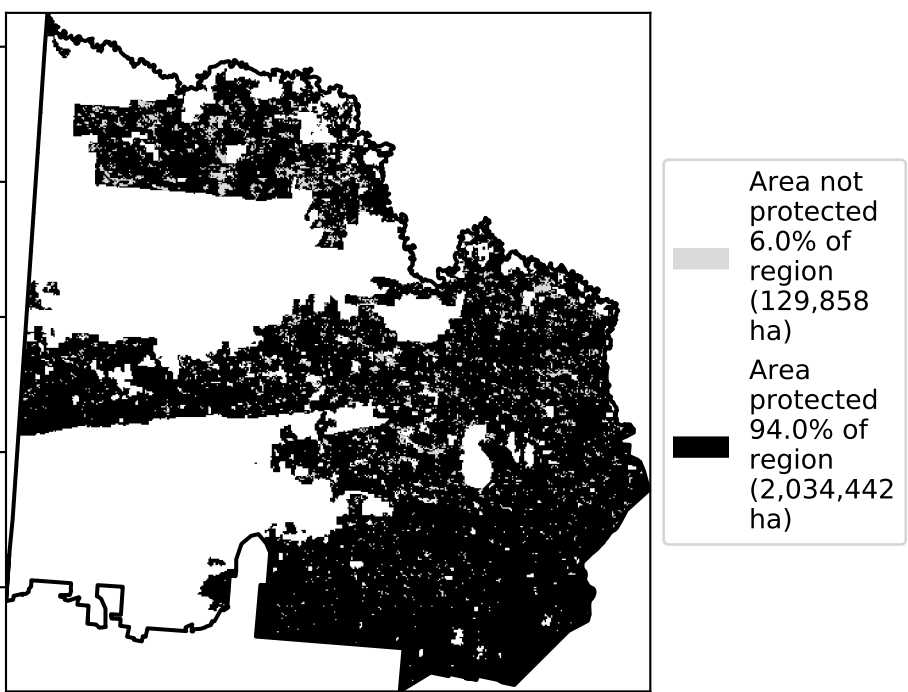 Area not
protected
6.0% of
region
(129,858
ha)
Area
protected
94.0% of
region
(2,034,442
ha)